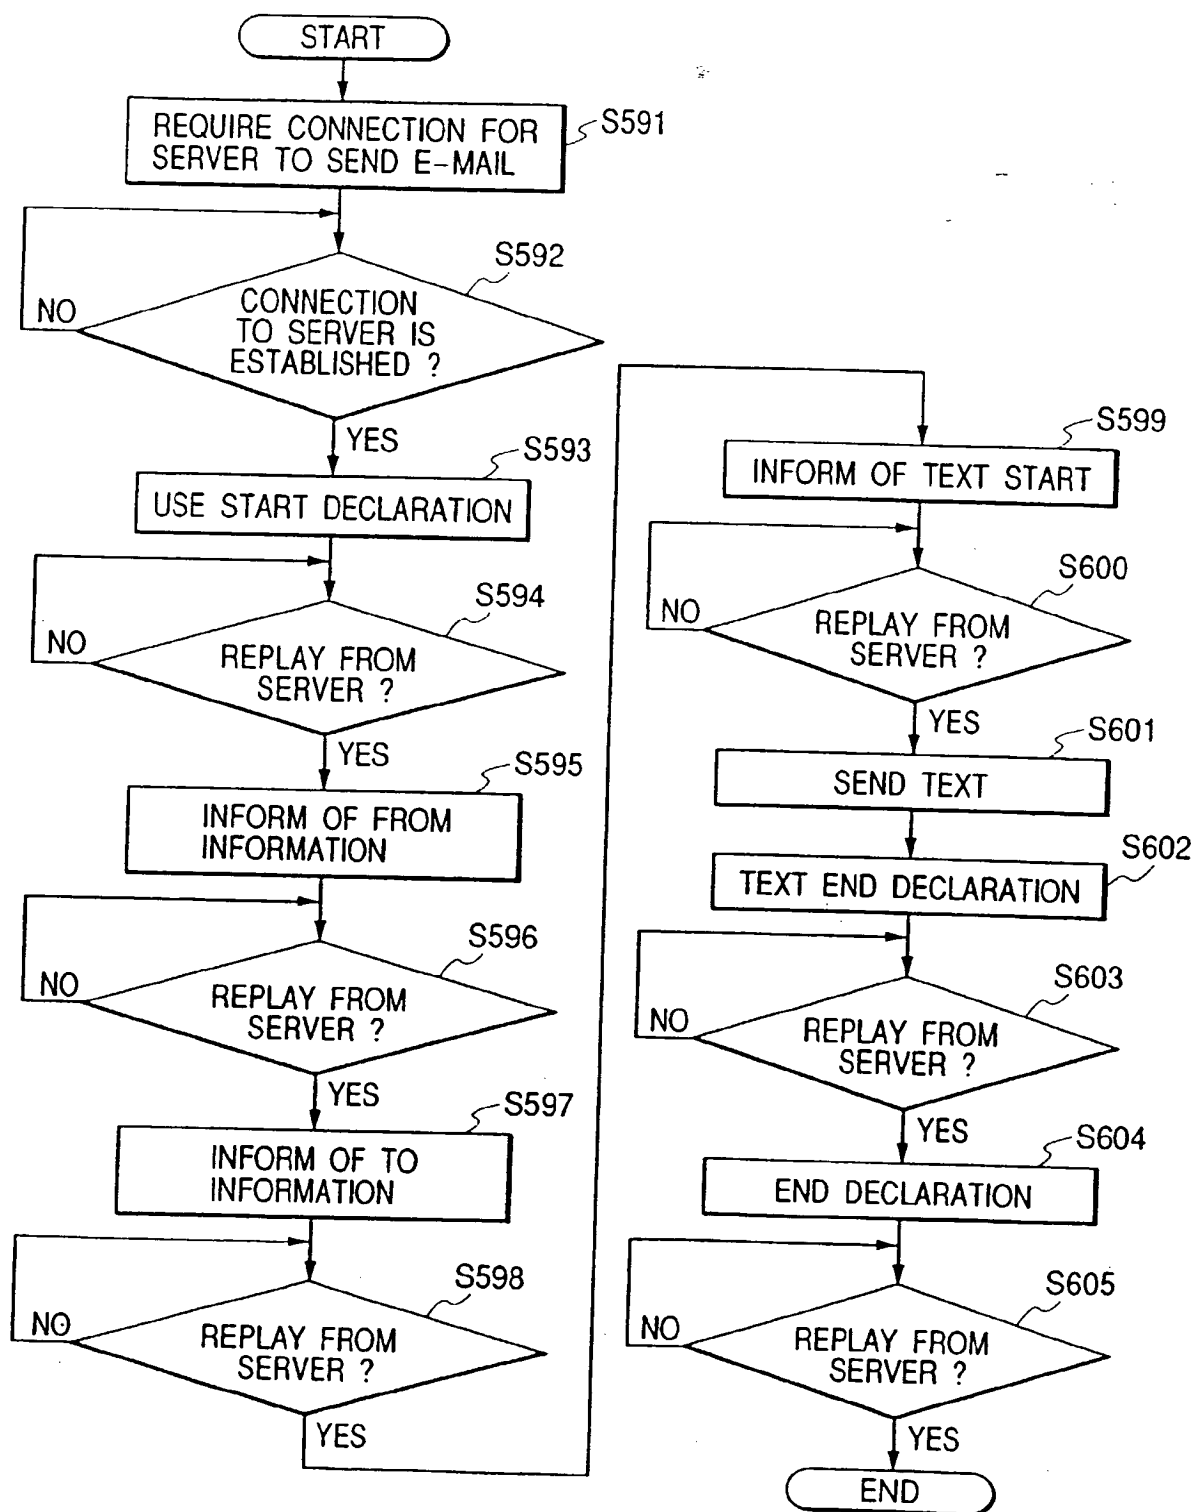 START
REQUIRE CONNECTION FOR
SERVER TO SEND E-MAIL
S591
S592
CONNECTION
TO SERVER IS
ESTABLISHED ?
NO
YES
S593
USE START DECLARATION
S594
REPLAY FROM
SERVER ?
NO
YES
S595
INFORM OF FROM
INFORMATION
S596
REPLAY FROM
SERVER ?
NO
YES
S597
INFORM OF TO
INFORMATION
S598
REPLAY FROM
SERVER ?
NO
YES
S599
INFORM OF TEXT START
S600
REPLAY FROM
SERVER ?
NO
YES
S601
SEND TEXT
S602
TEXT END DECLARATION
S603
REPLAY FROM
SERVER ?
NO
YES
S604
END DECLARATION
S605
REPLAY FROM
SERVER ?
NO
YES
END